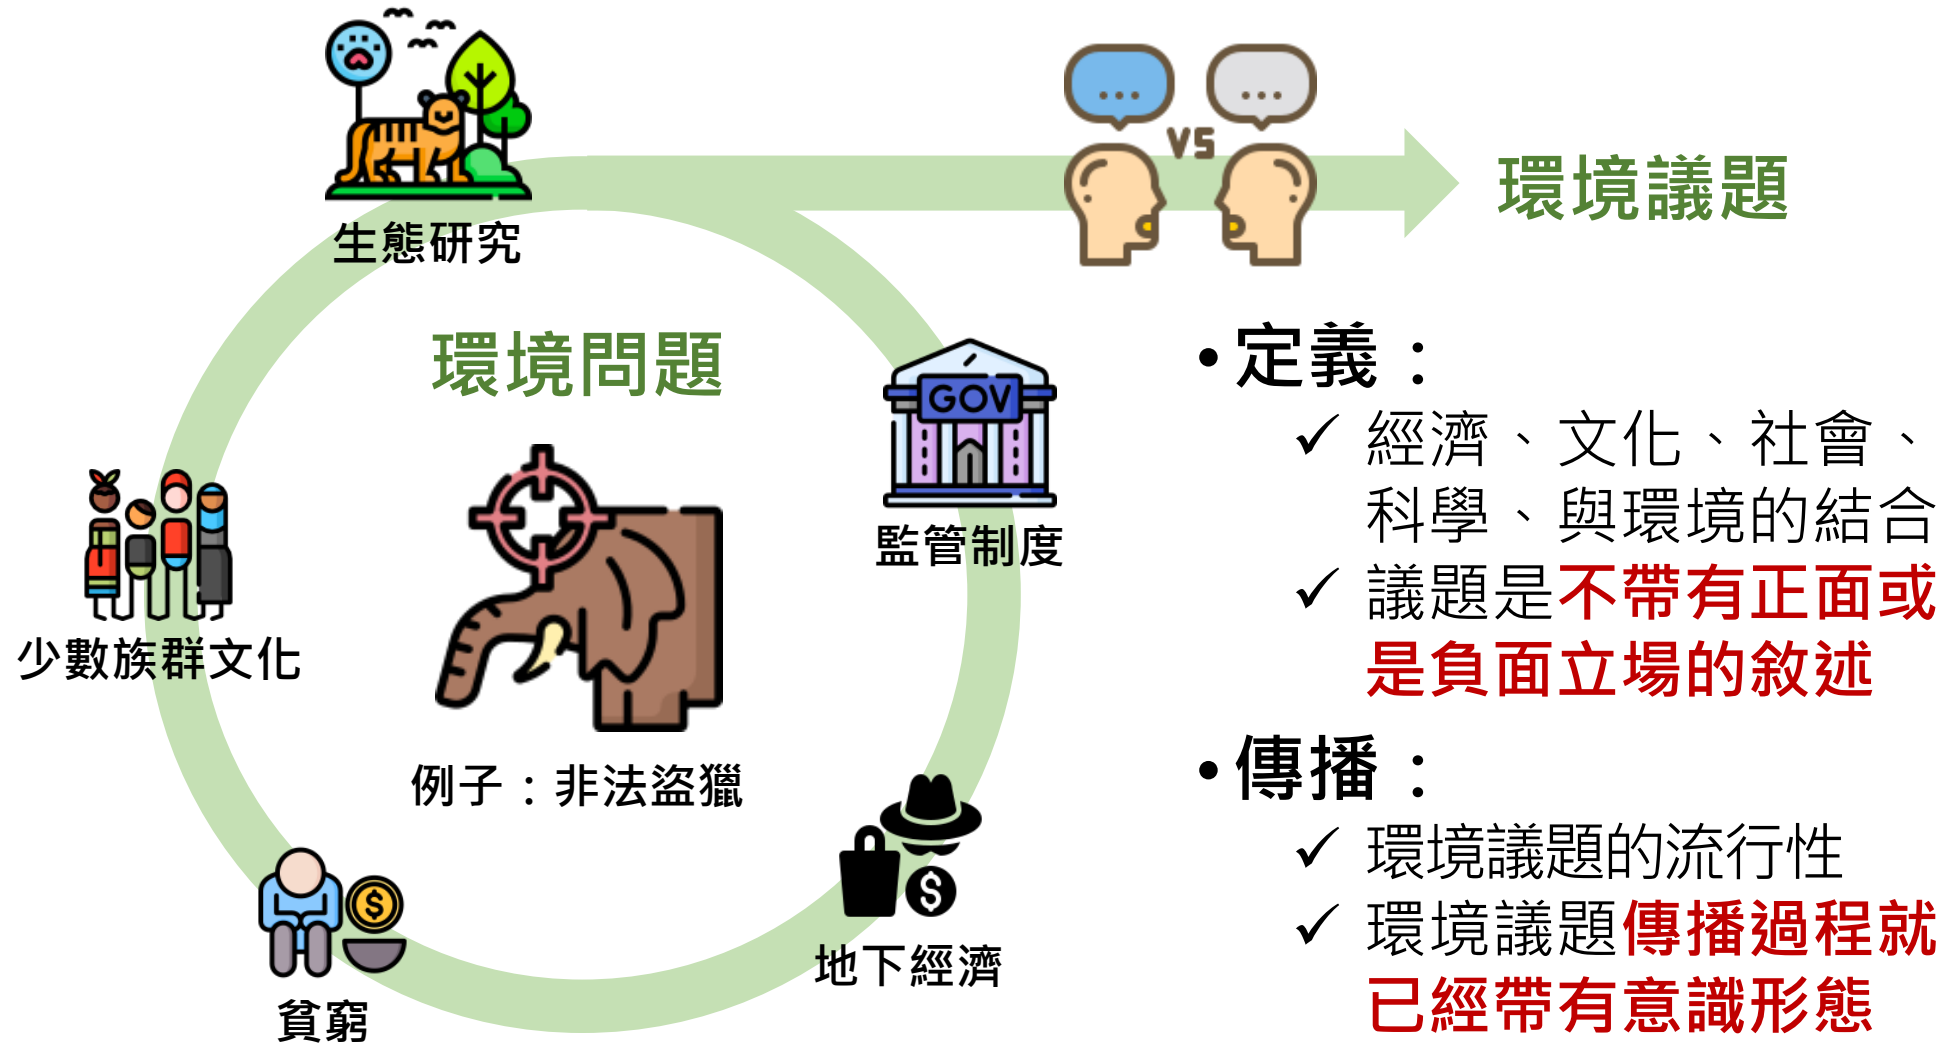 生態研究
環境問題
GOV
監管制度
少數族群文化
例子：非法盜獵
地下經濟
貧窮
VS
環境議題
•定義：
✓ 經濟、文化、社會、
科學、與環境的結合
✓ 議題是不帶有正面或
是負面立場的敘述
•傳播：
✓ 環境議題的流行性
✓ 環境議題傳播過程就
已經帶有意識形態